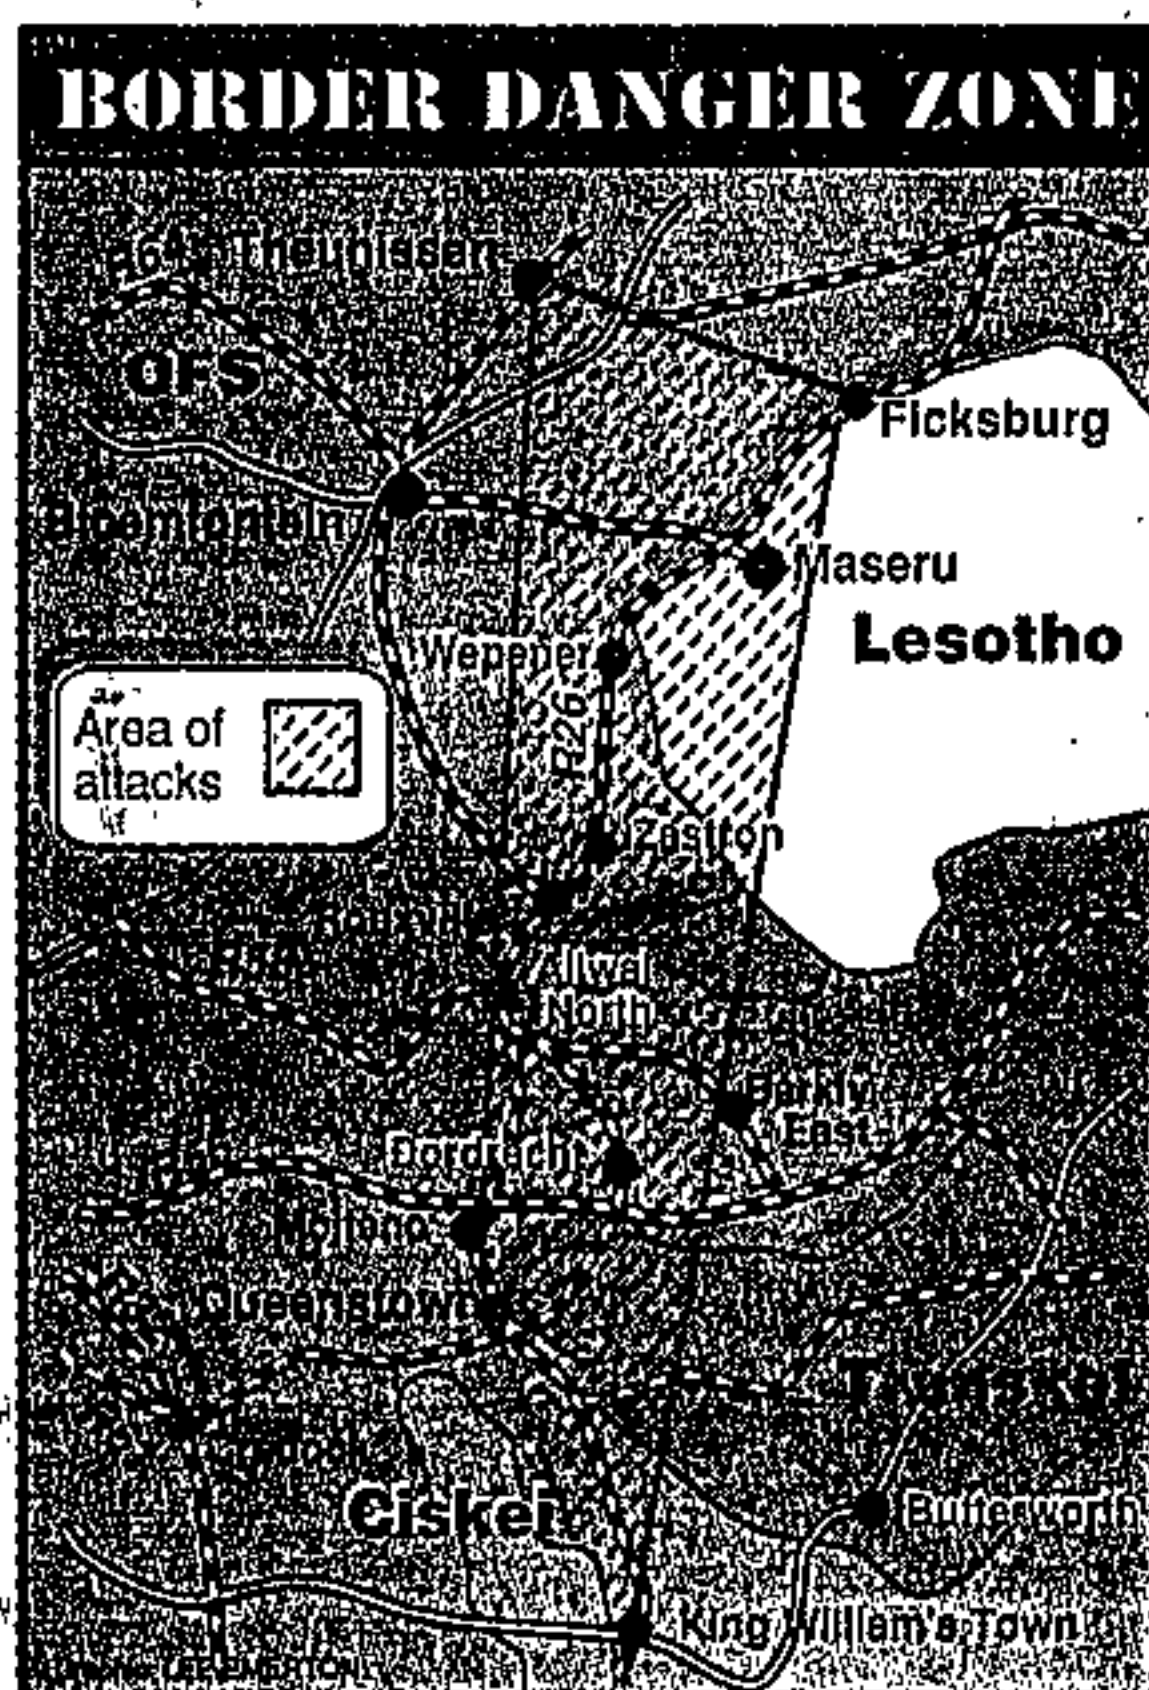 BORDER DANGER ZONE
Theunissen
OFS
Ficksburg
Bloemfontein
Maseru
Lesotho
Wepener
R26
Area of
attacks
Zastron
North
Barkly
East
Dordrecht
Molteno
Queenstown
Ciskei
Butterworth
King William's Town